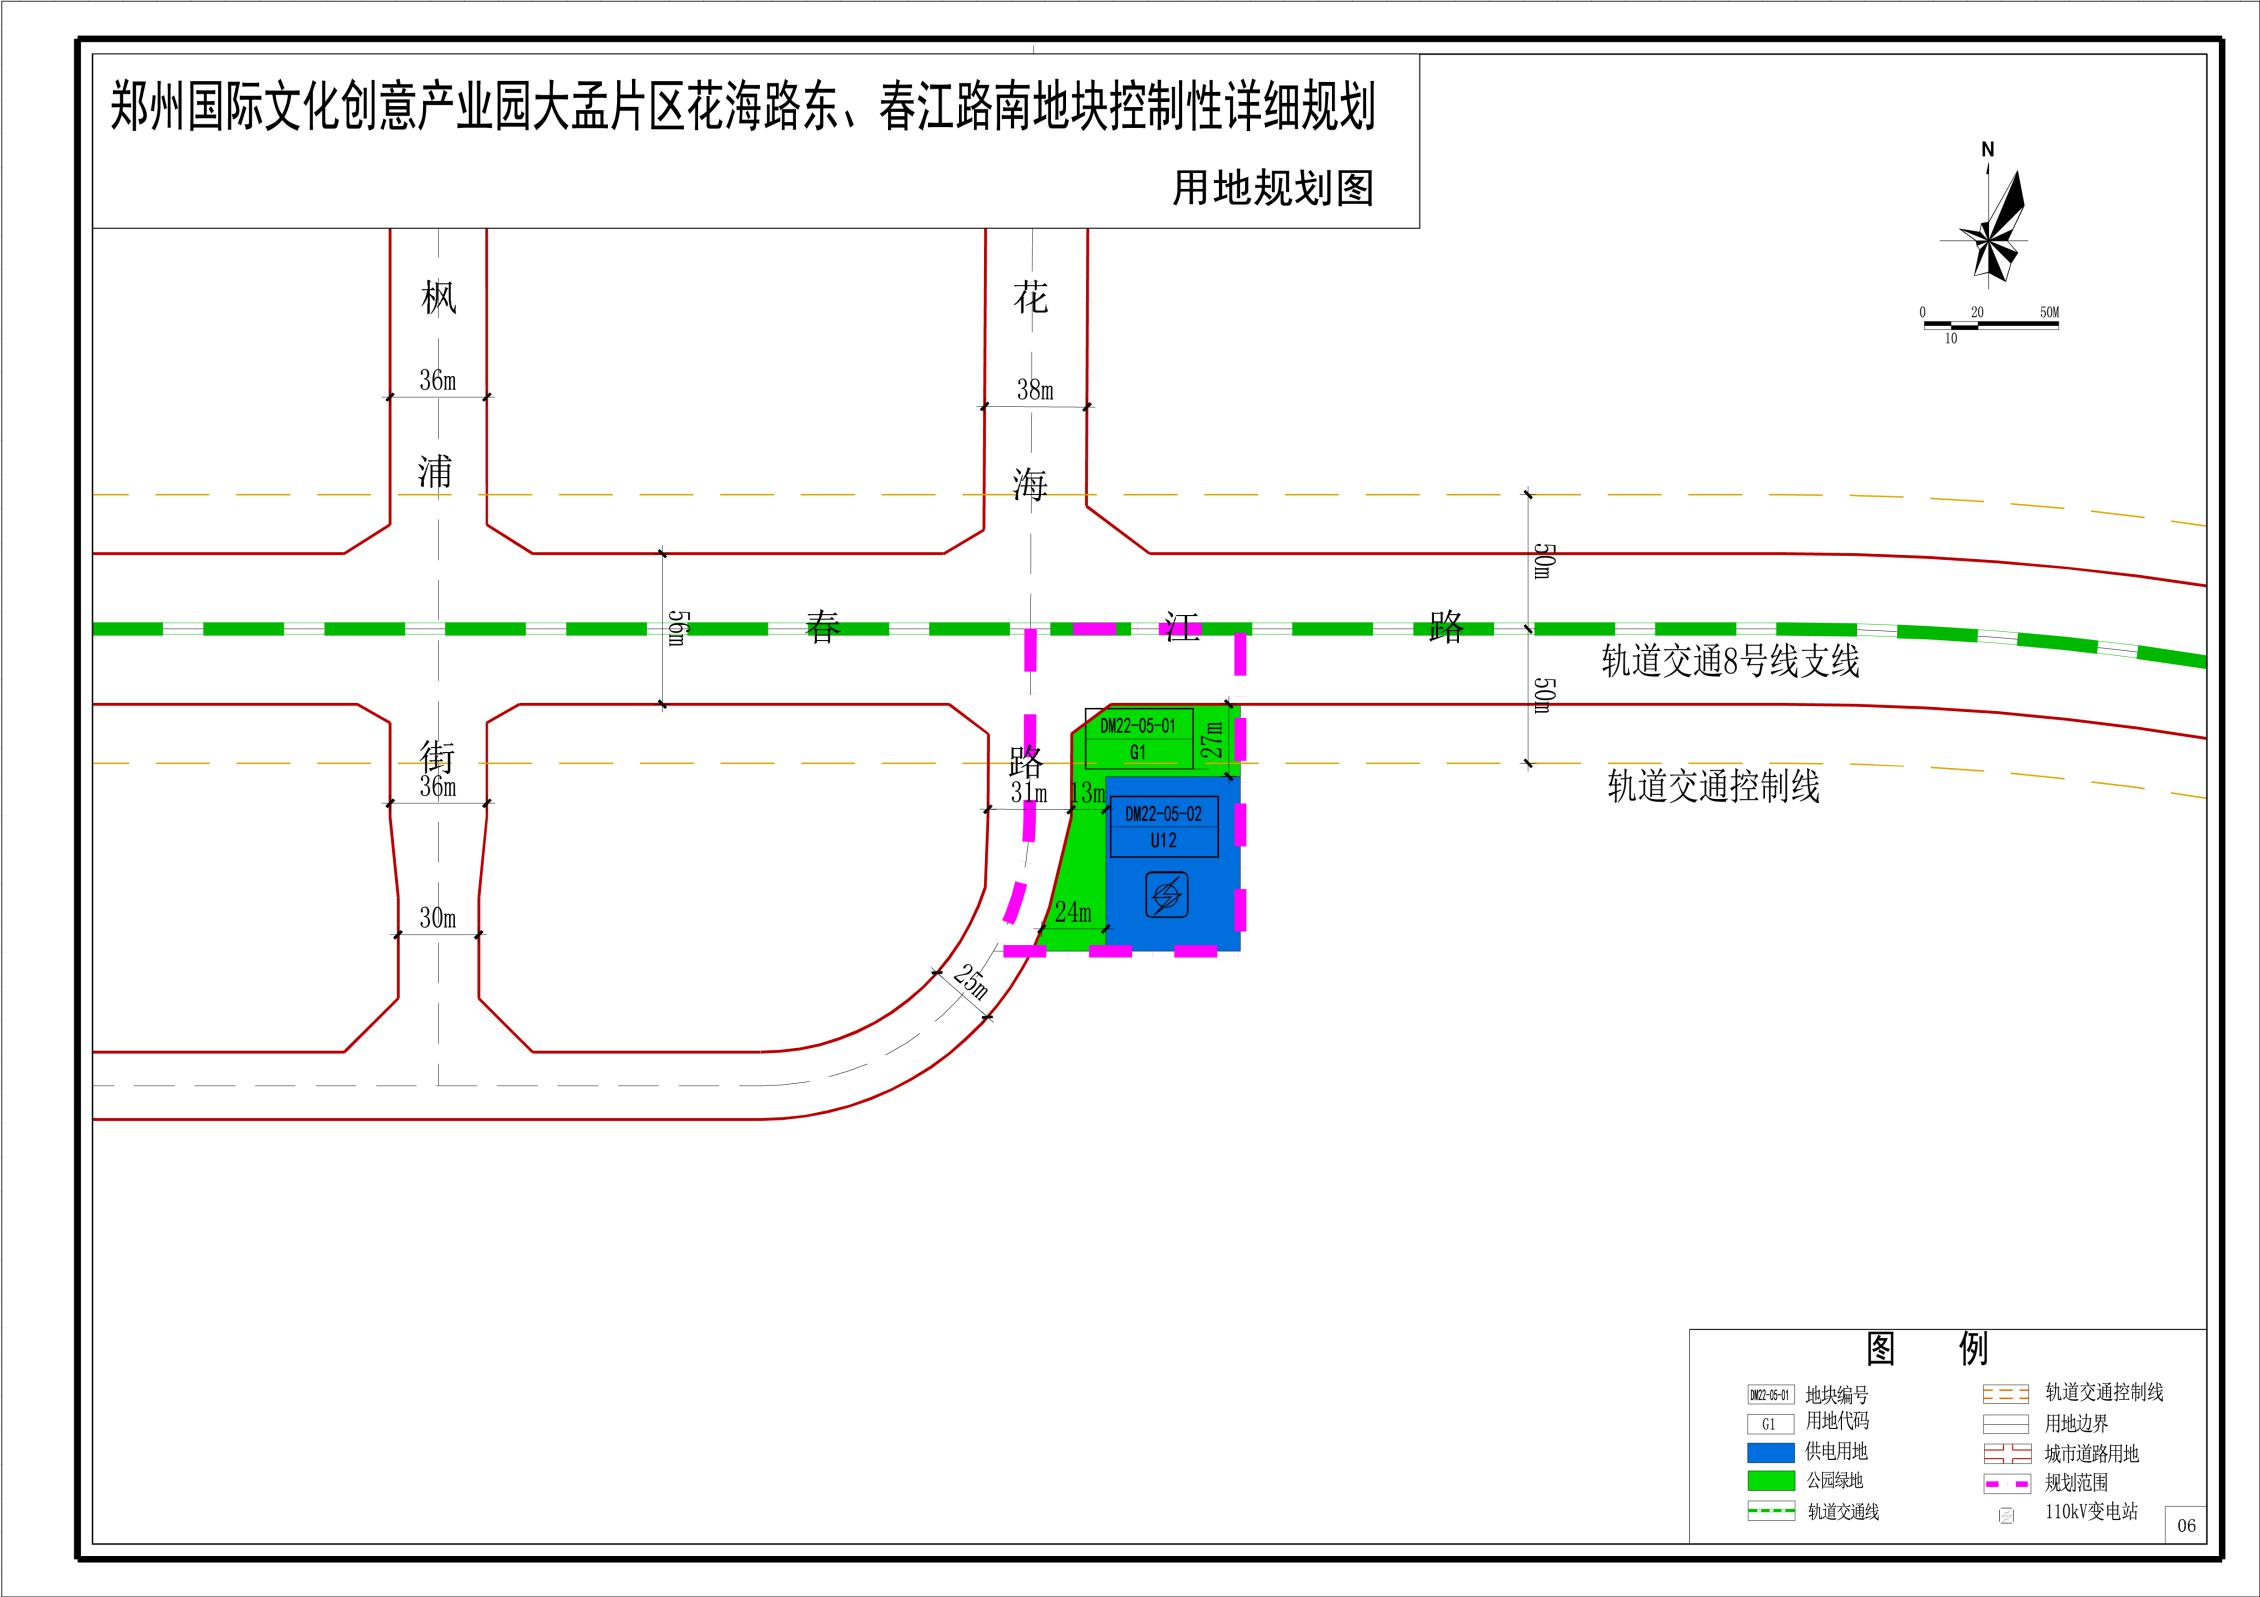 郑州国际文化创意产业园大孟片区花海路东、春江路南地块控制性详细规划
用地规划图
N
0 20 50M
10
枫
花
36m
38m
浦
海
50m
56m
春 江 路
轨道交通8号线支线
50m
DM22-05-01
G1
27m
街
路
轨道交通控制线
36m
31m
13m
DM22-05-02
U12
30m
24m
25m
图 例
DM22-05-01 地块编号
G1 用地代码
供电用地
公园绿地
轨道交通线
轨道交通控制线
用地边界
城市道路用地
规划范围
110kV变电站
06